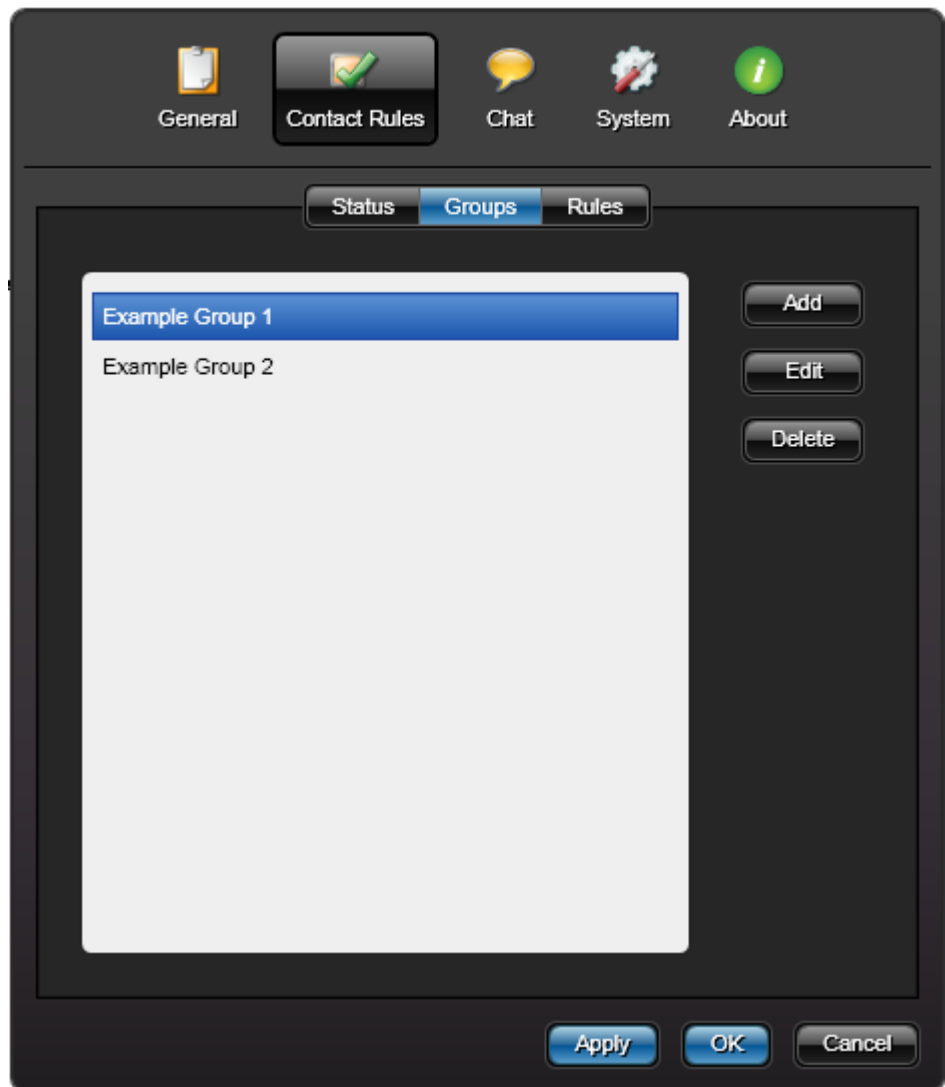 General Contact Rules Chat System About
Status Groups Rules
Example Group 1
Add
Example Group 2
Edit
Delete
Apply OK Cancel